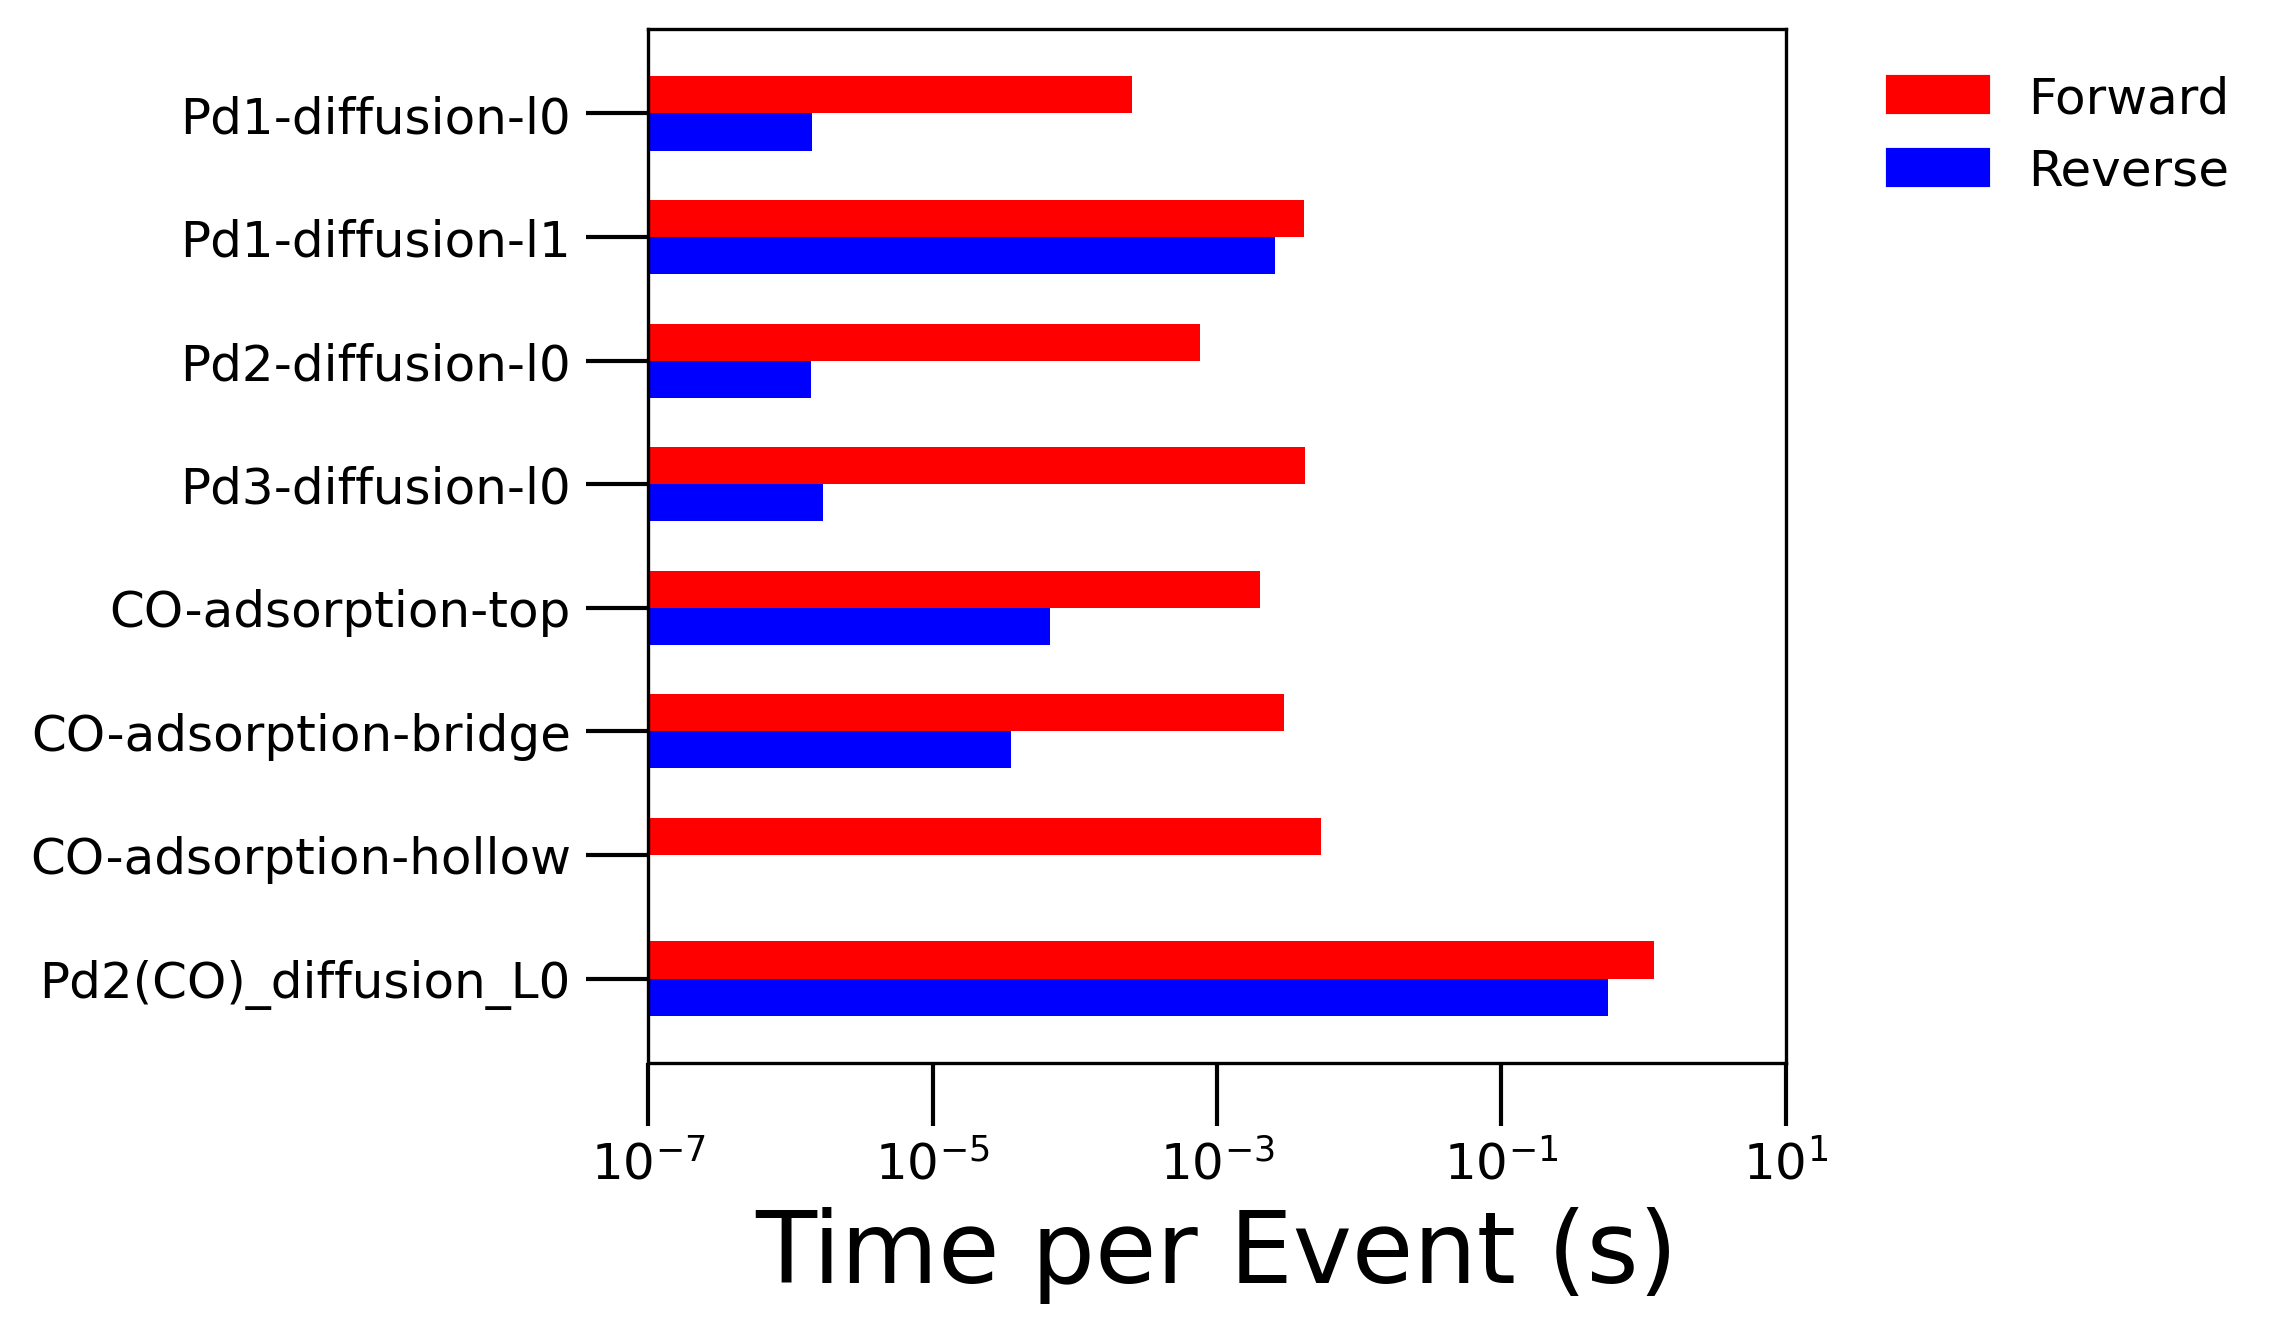 Pd1-diffusion-l0
Pd1-diffusion-l1
Pd2-diffusion-l0
Pd3-diffusion-l0
CO-adsorption-top
CO-adsorption-bridge
CO-adsorption-hollow
Pd2(CO)_diffusion_L0
Forward
Reverse
10⁻⁷ 10⁻⁵ 10⁻³ 10⁻¹ 10¹
Time per Event (s)